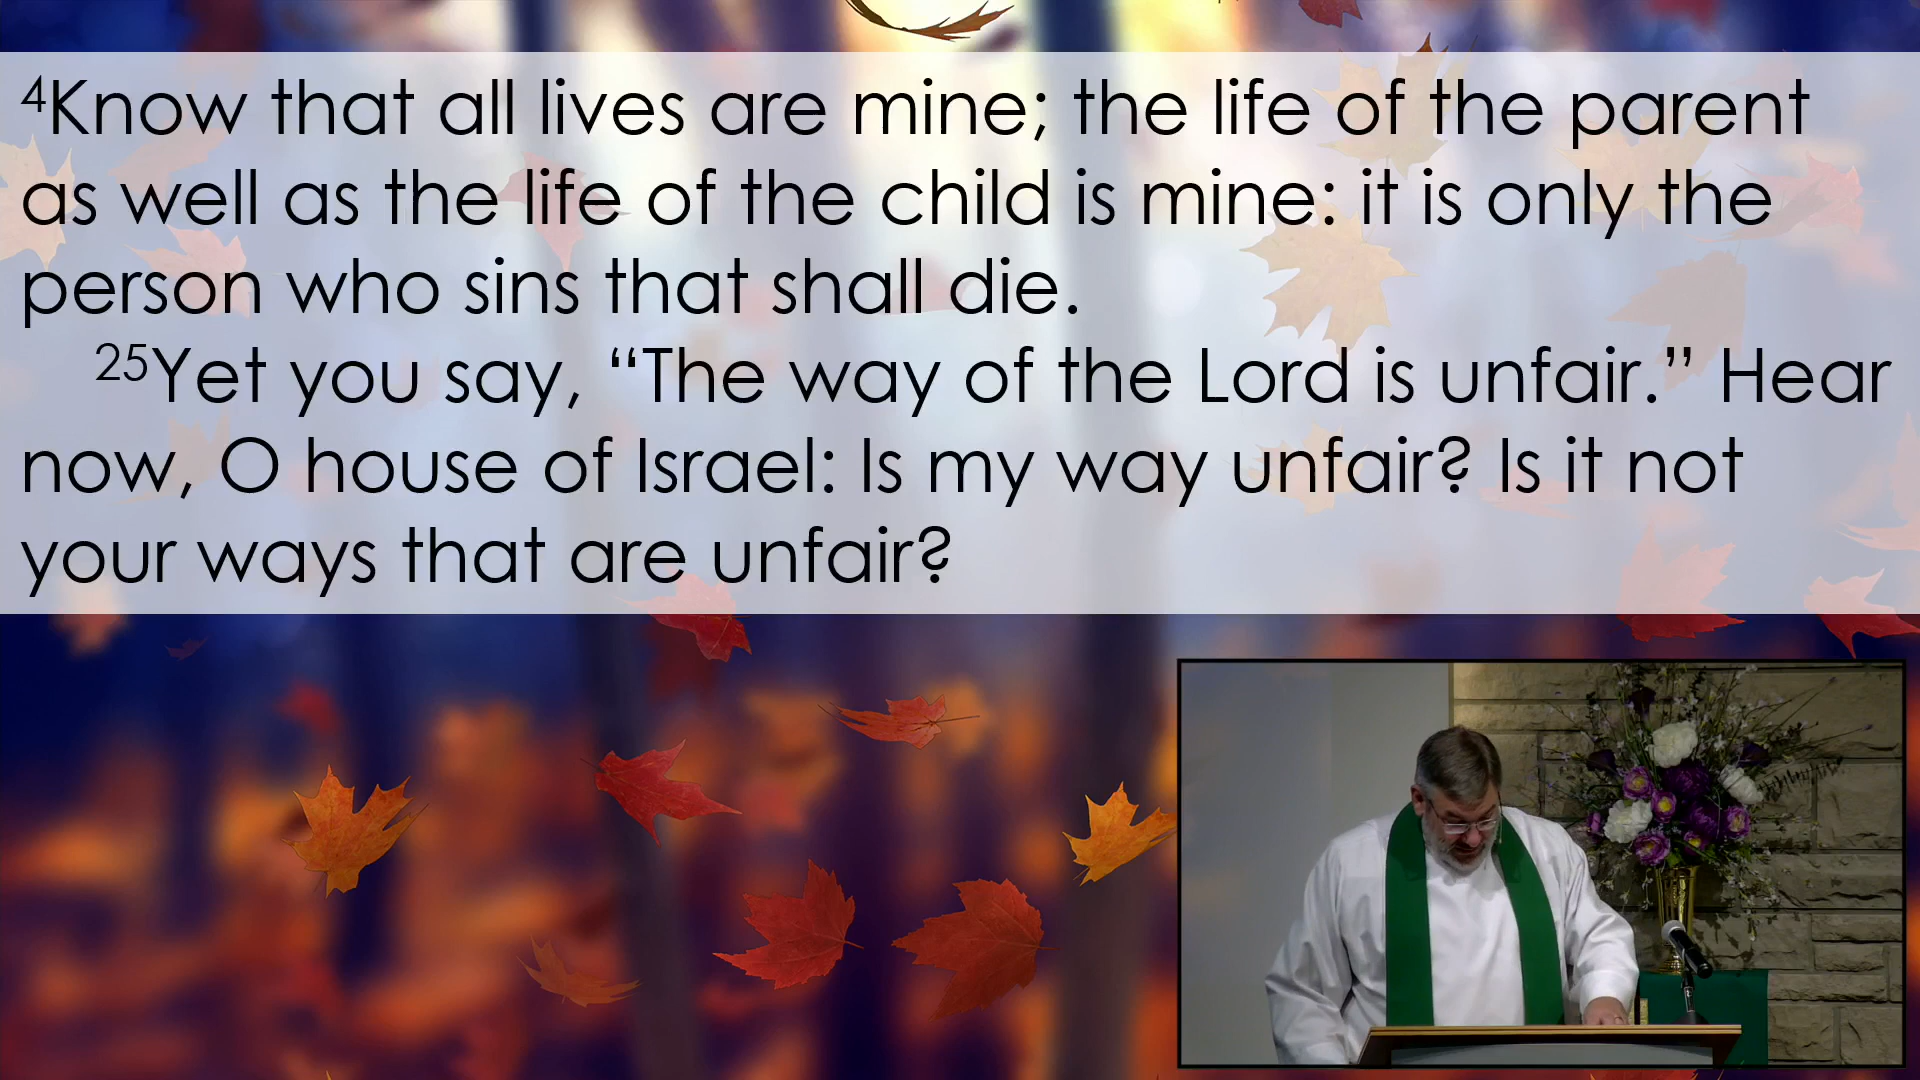 4Know that all lives are mine; the life of the parent
as well as the life of the child is mine: it is only the
person who sins that shall die.
25Yet you say, “The way of the Lord is unfair.” Hear
now, O house of Israel: Is my way unfair? Is it not
your ways that are unfair?